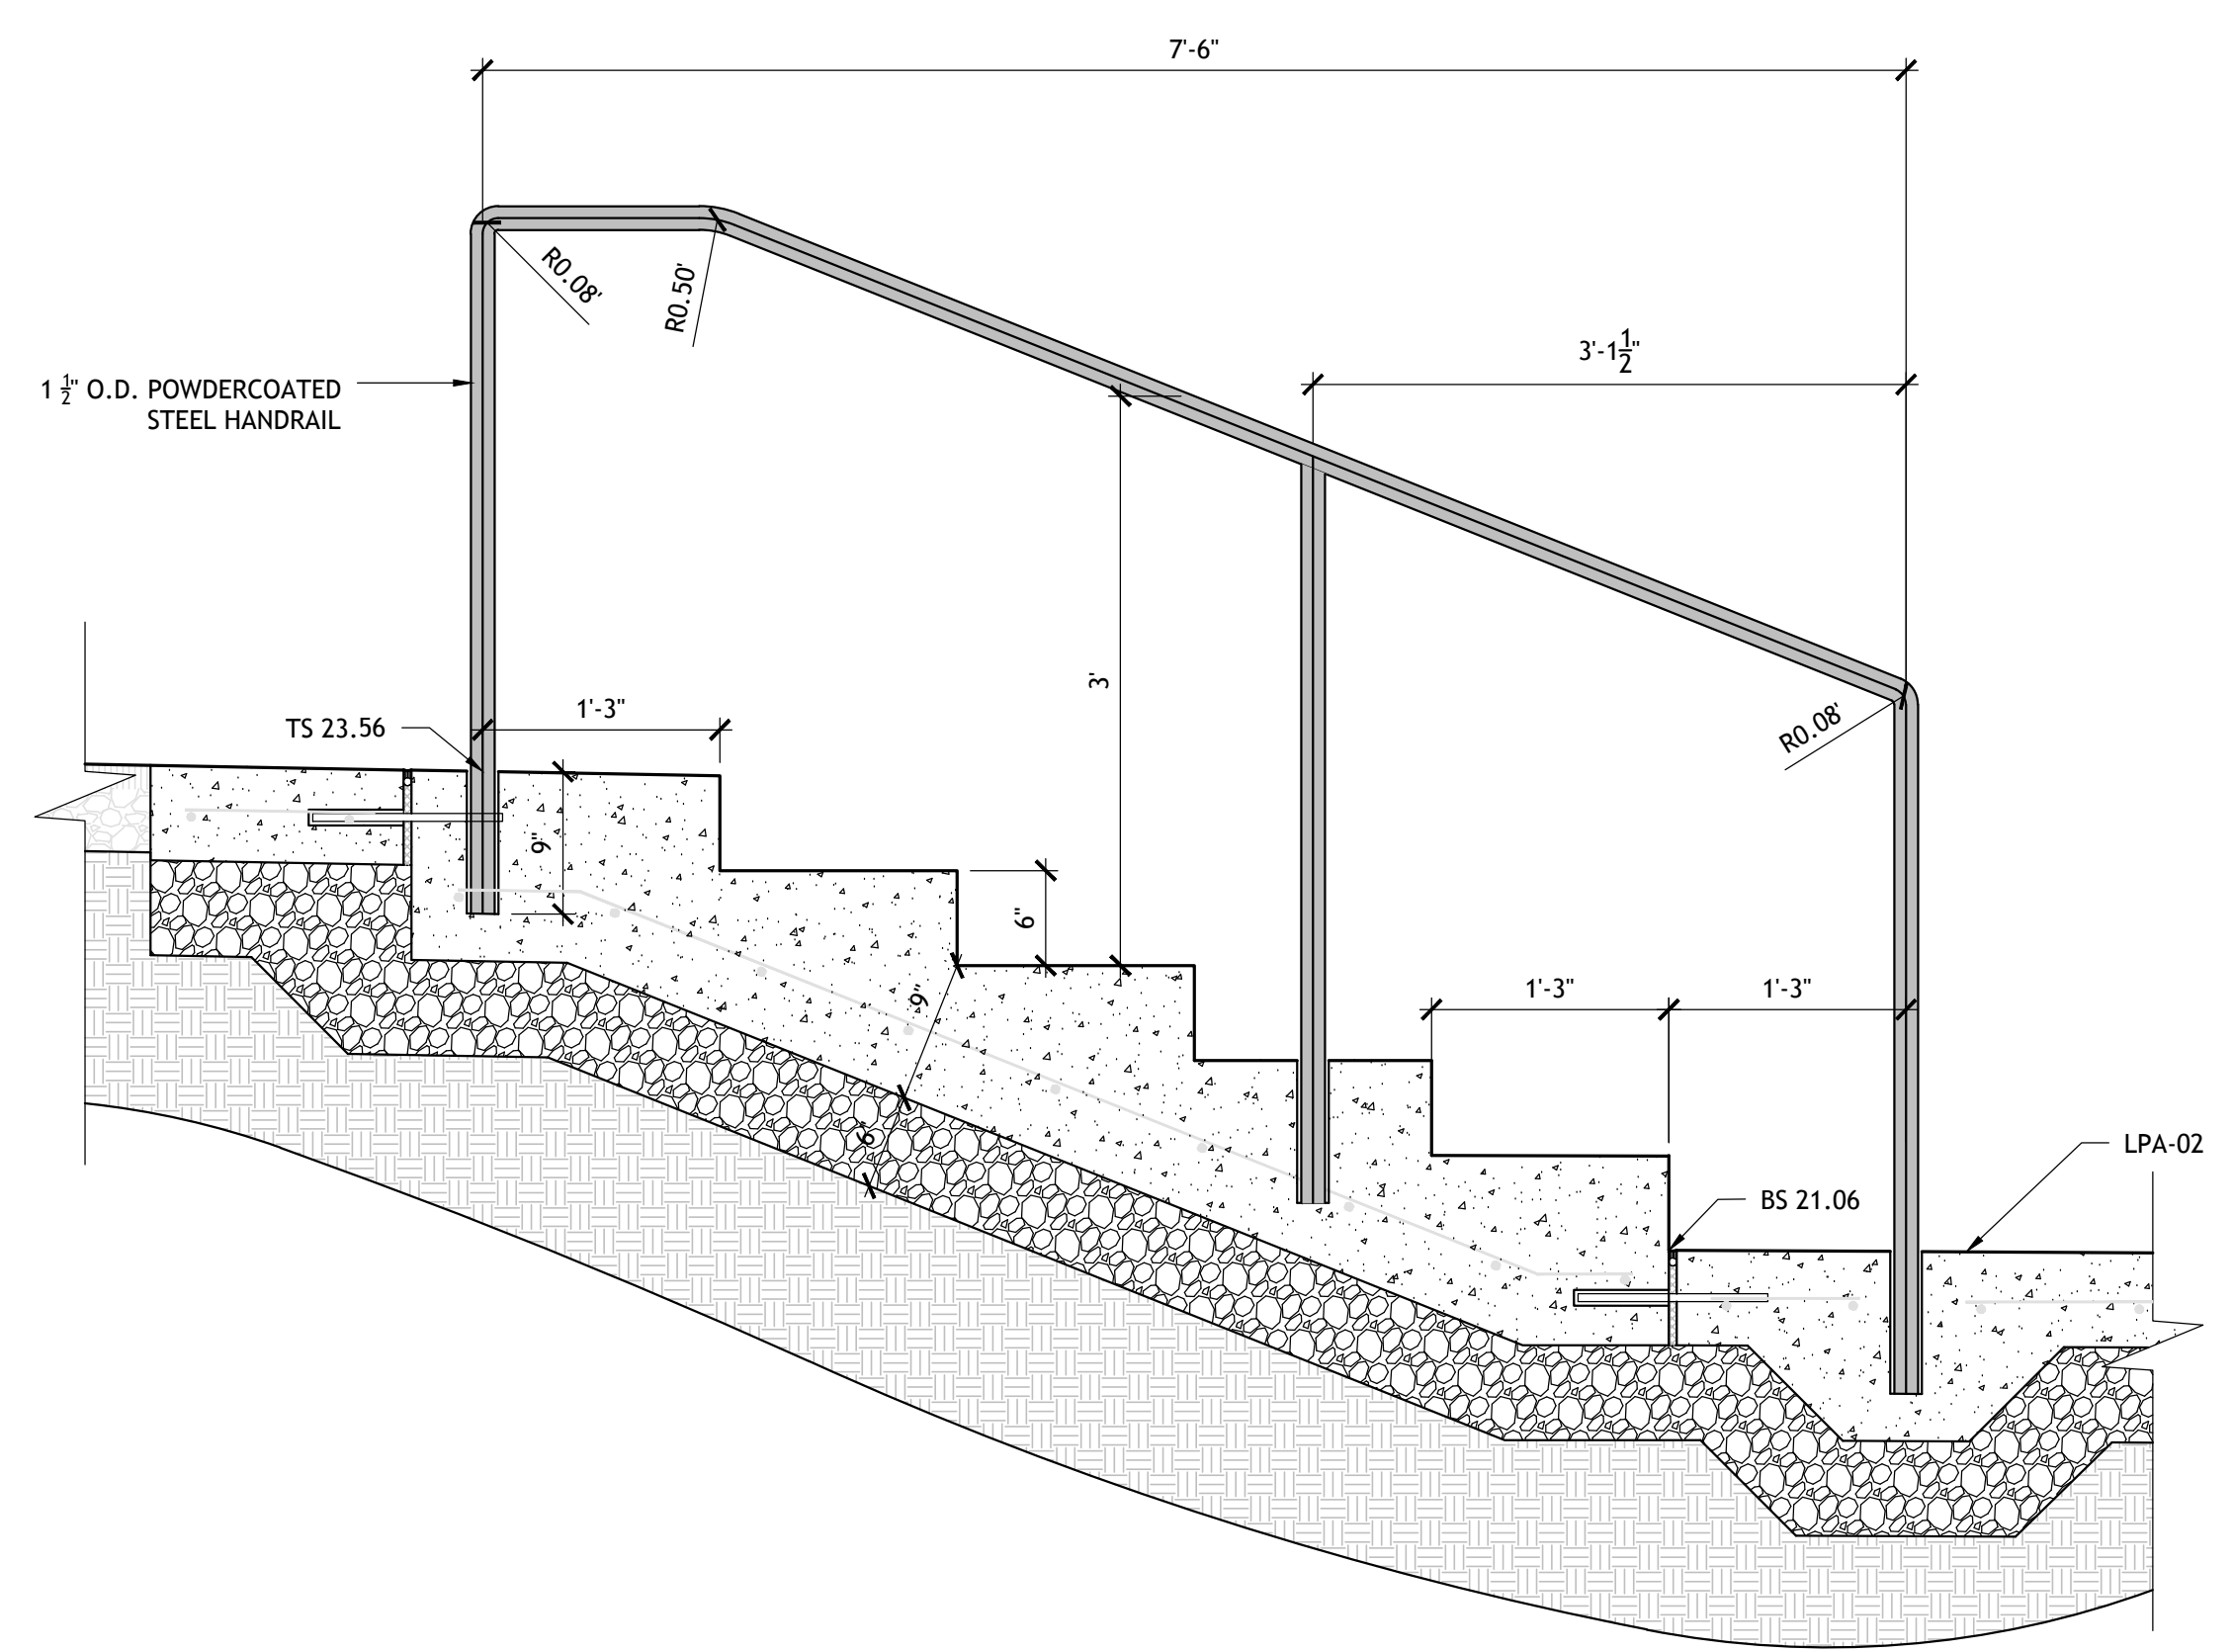 7'-6"
R0.08'
R0.50'
3'-1 1/2"
1 1/2" O.D. POWDERCOATED
STEEL HANDRAIL
3'
1'-3"
TS 23.56
R0.08'
9"
6"
9"
1'-3"
1'-3"
6"
LPA-02
BS 21.06